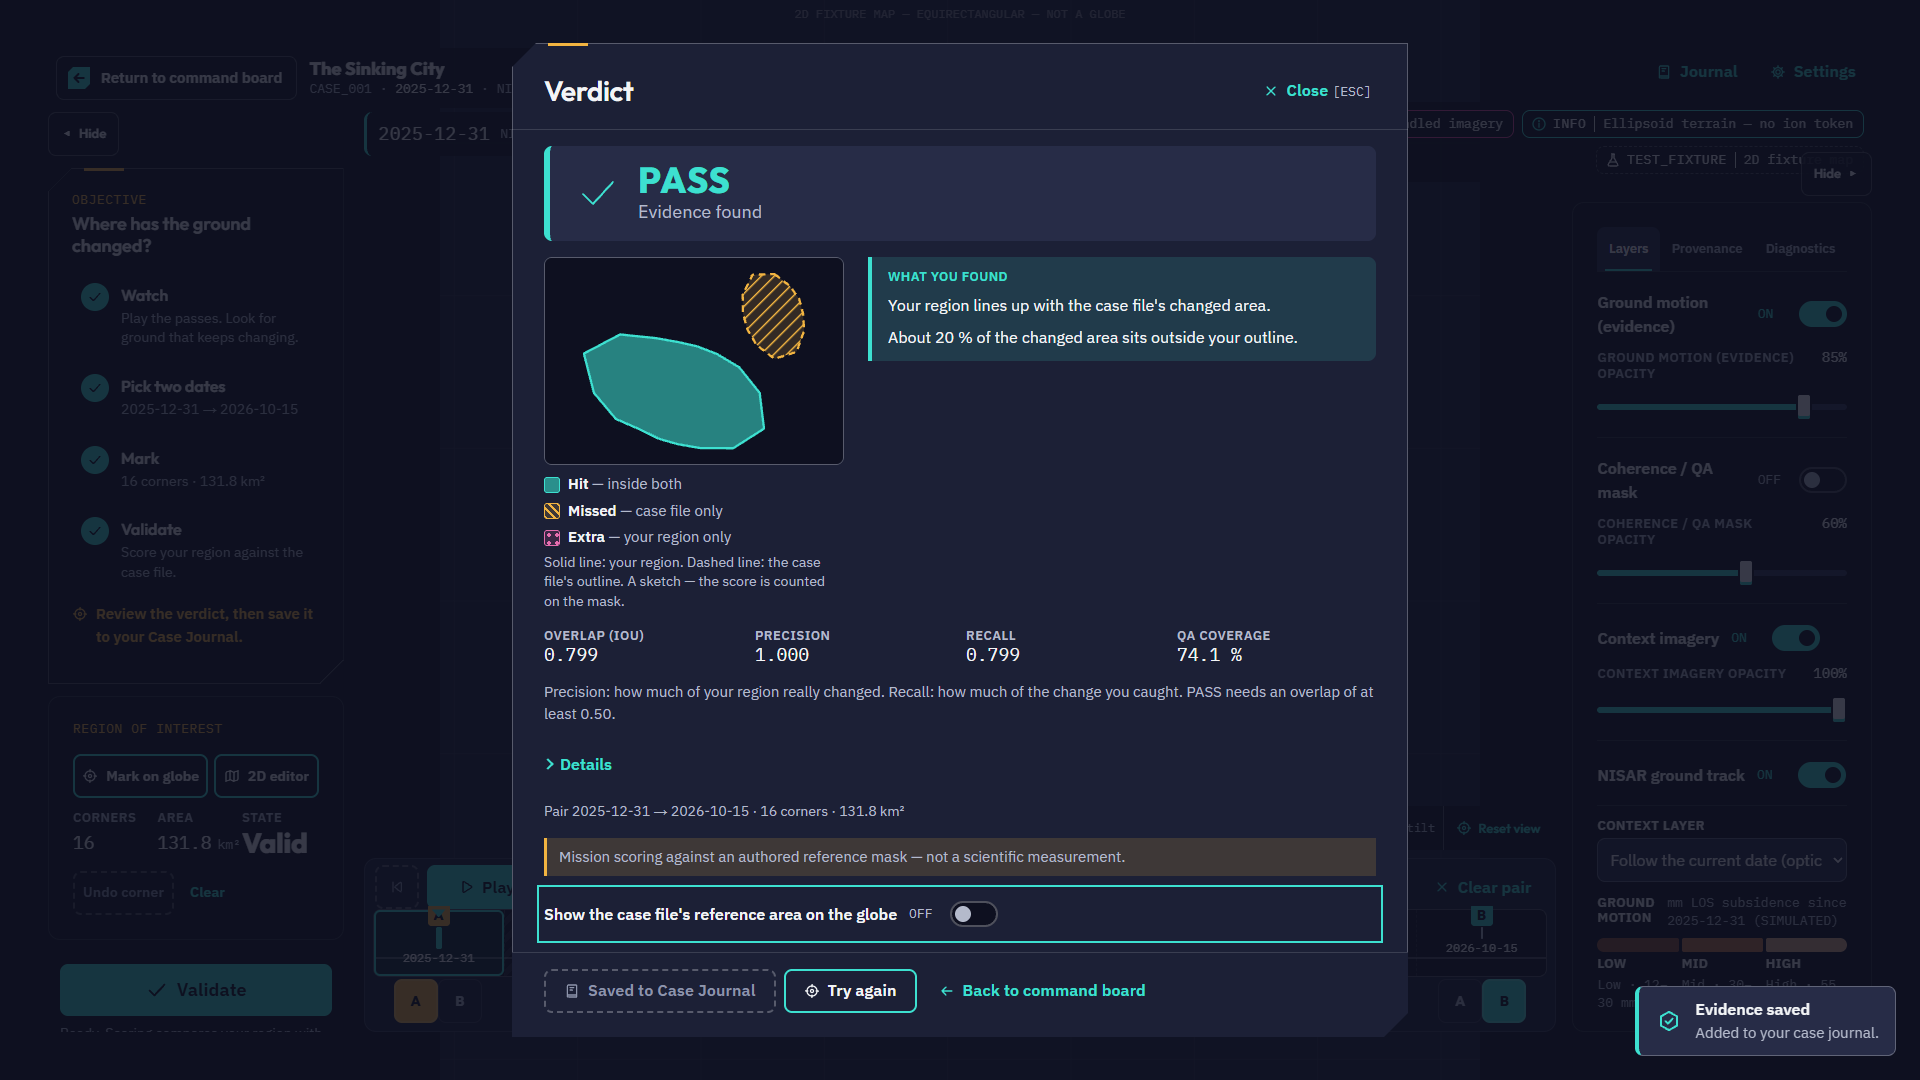 2D FIXTURE MAP — EQUIRECTANGULAR — NOT A GLOBE
Return to command board
The Sinking City
CASE_001 · 2025-12-31 · NI
Journal
Settings
Hide
2025-12-31 NI
dled imagery
INFO | Ellipsoid terrain — no ion token
TEST_FIXTURE | 2D fixtu
Hide
OBJECTIVE
Where has the ground
changed?
Watch
Play the passes. Look for
ground that keeps changing.
Pick two dates
2025-12-31 → 2026-10-15
Mark
16 corners · 131.8 km²
Validate
Score your region against the
case file.
Review the verdict, then save it
to your Case Journal.
REGION OF INTEREST
Mark on globe
2D editor
CORNERS AREA STATE
16 131.8 km² Valid
Undo corner
Clear
Validate
Verdict
Close [ESC]
PASS
Evidence found
WHAT YOU FOUND
Your region lines up with the case file's changed area.
About 20 % of the changed area sits outside your outline.
Hit — inside both
Missed — case file only
Extra — your region only
Solid line: your region. Dashed line: the case
file's outline. A sketch — the score is counted
on the mask.
OVERLAP (IOU) PRECISION RECALL QA COVERAGE
0.799 1.000 0.799 74.1 %
Precision: how much of your region really changed. Recall: how much of the change you caught. PASS needs an overlap of at
least 0.50.
Details
Pair 2025-12-31 → 2026-10-15 · 16 corners · 131.8 km²
Mission scoring against an authored reference mask — not a scientific measurement.
Show the case file's reference area on the globe OFF
Saved to Case Journal
Try again
Back to command board
Play
A
2025-12-31
A B
tilt
Reset view
Clear pair
B
2026-10-15
A B
Layers Provenance Diagnostics
Ground motion
(evidence)
ON
GROUND MOTION (EVIDENCE)
OPACITY
85%
Coherence / QA
mask
OFF
COHERENCE / QA MASK
OPACITY
60%
Context imagery ON
CONTEXT IMAGERY OPACITY 100%
NISAR ground track ON
CONTEXT LAYER
Follow the current date (optic
GROUND
MOTION
mm LOS subsidence since
2025-12-31 (SIMULATED)
LOW MID HIGH
Low · 12– Mid · 30– High · 55
30 mm
Evidence saved
Added to your case journal.